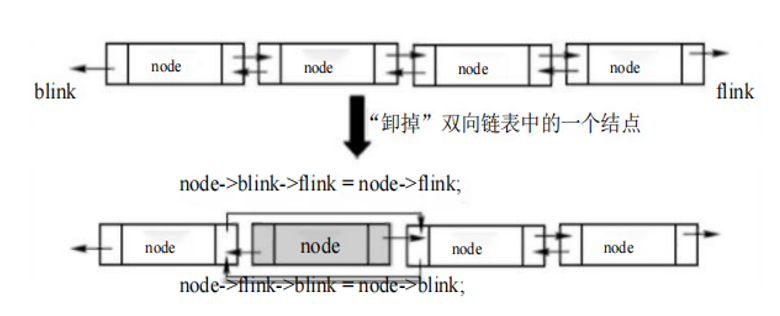 node node node node
blink flink
“卸掉”双向链表中的一个结点
node->blink->flink = node->flink;
node node node node
node->flink->blink = node->blink;